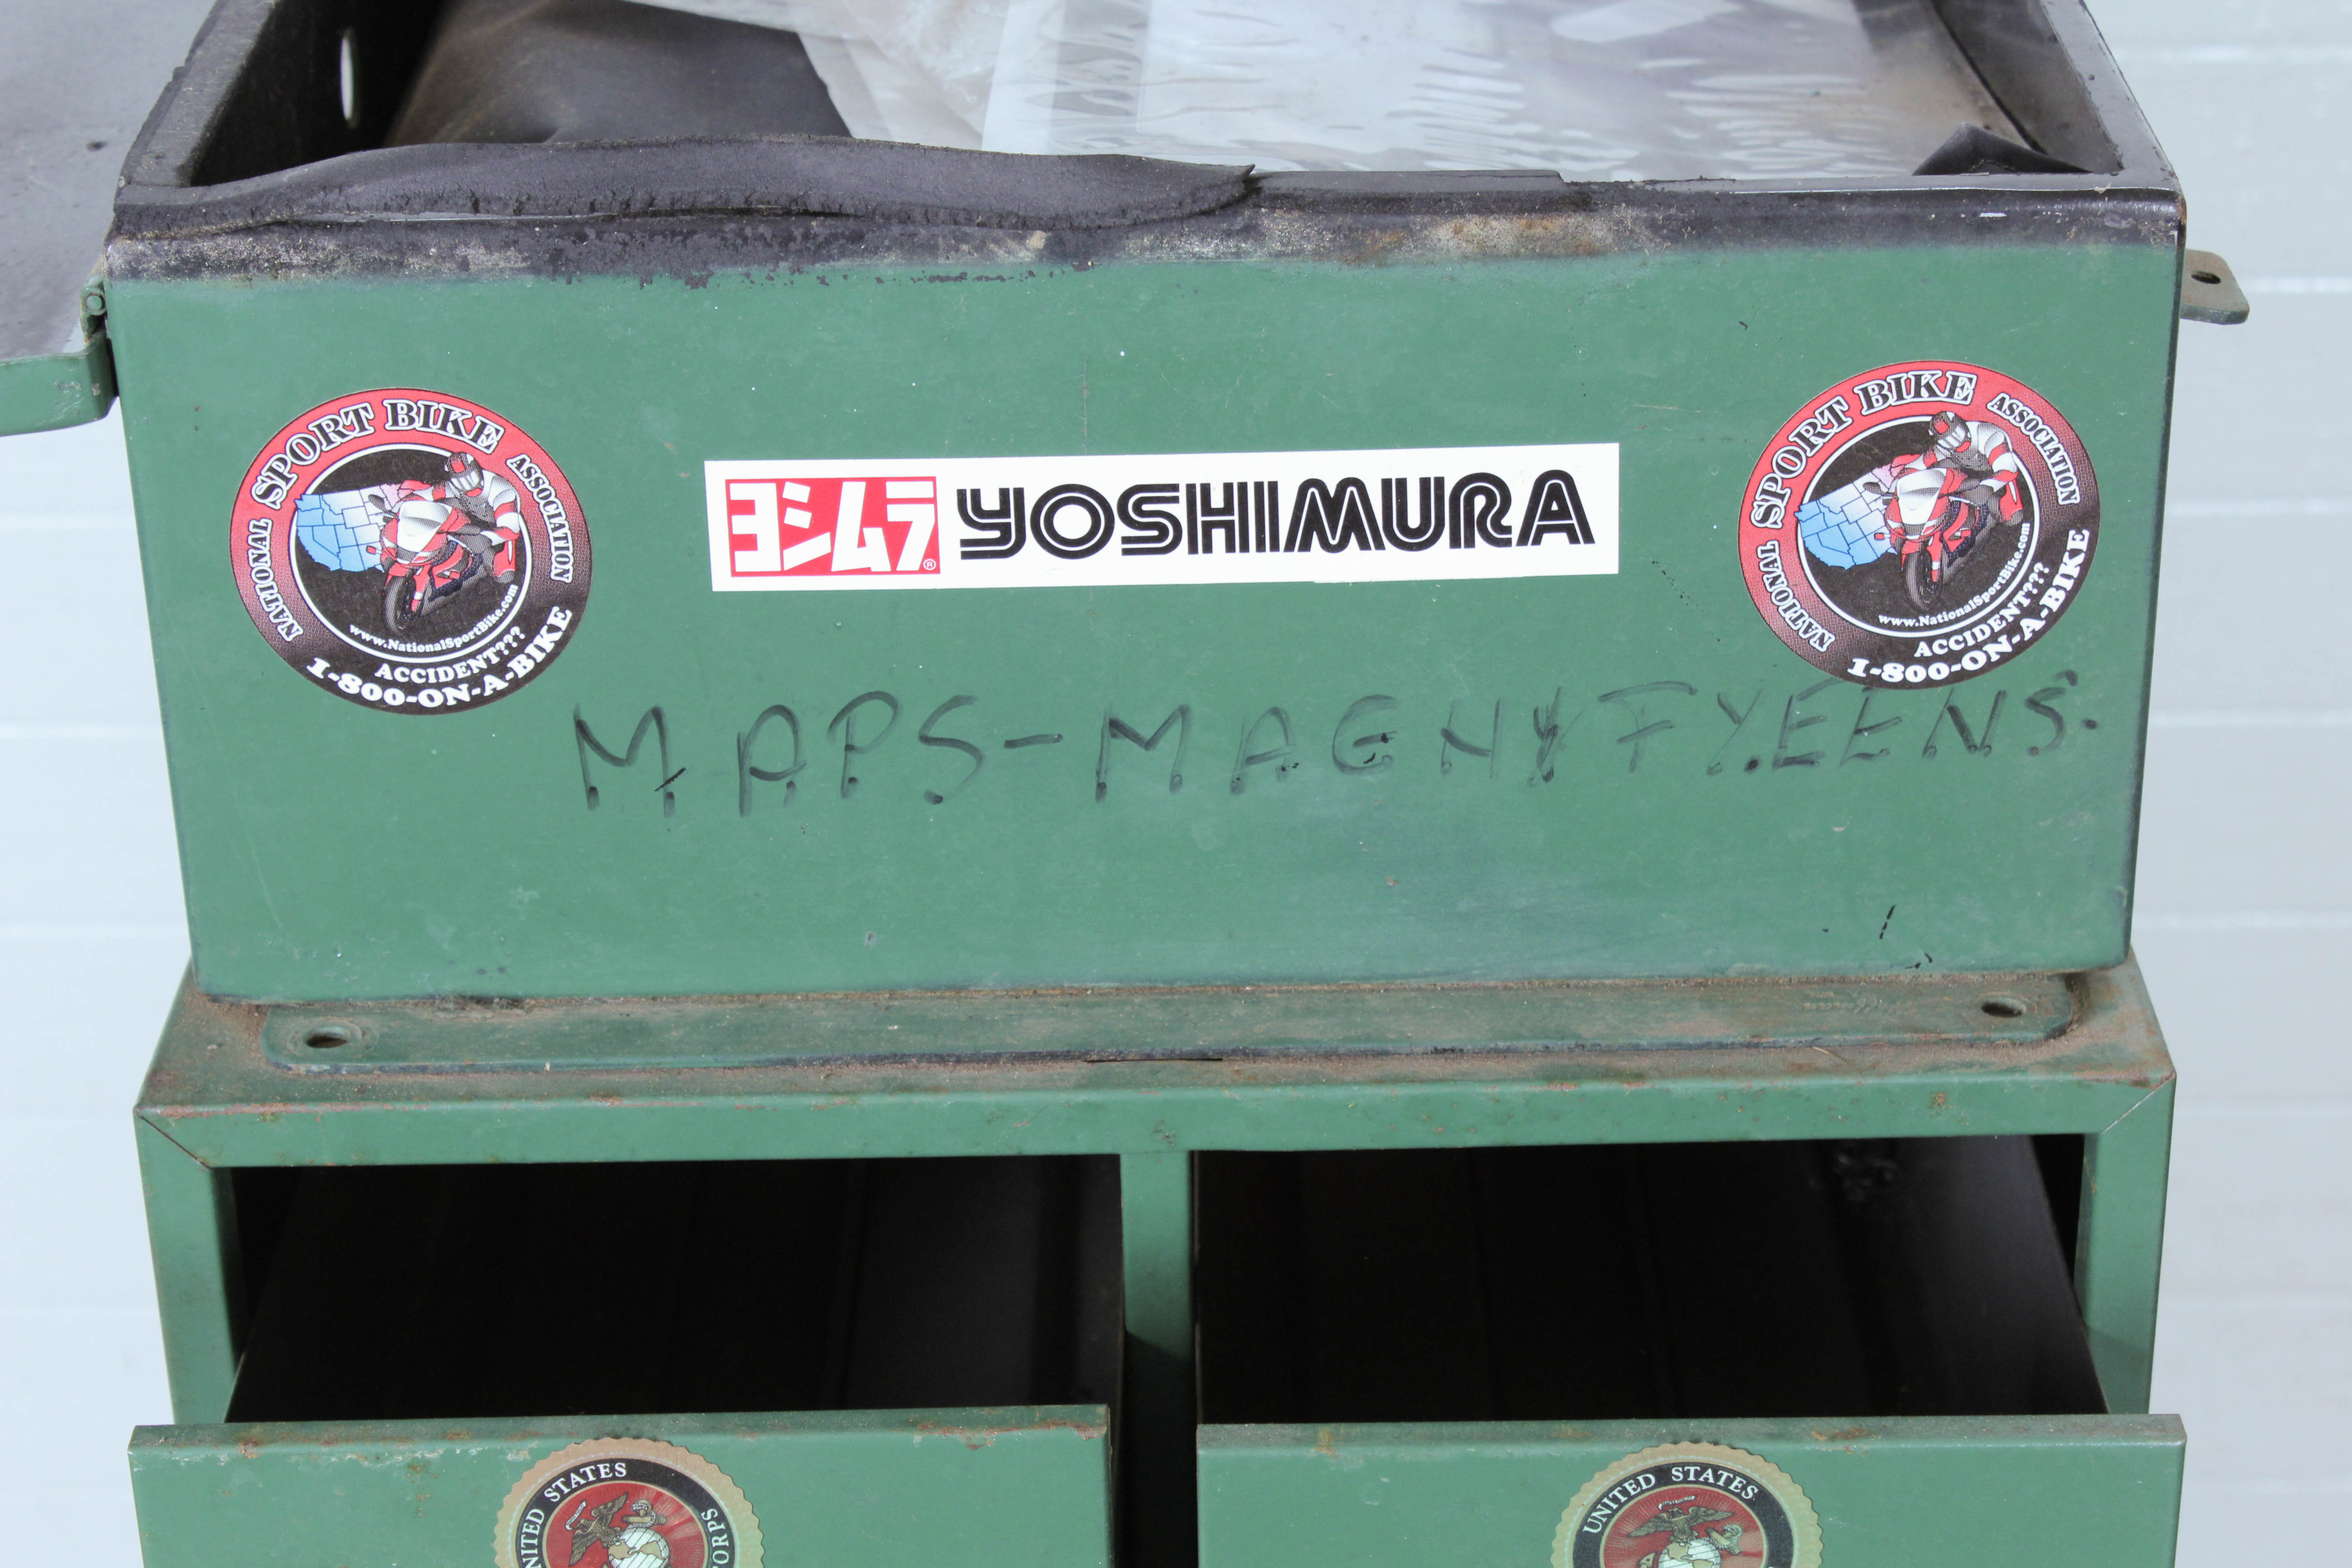 NATIONAL SPORT BIKE ASSOCIATION
www.NationalSportBike.com
ACCIDENT???
1-800-ON-A-BIKE
ヨシムラ® YOSHIMURA
NATIONAL SPORT BIKE ASSOCIATION
www.NationalSportBike.com
ACCIDENT???
1-800-ON-A-BIKE
MAPS-MAGNYFYEENS.
UNITED STATES
UNITED STATES